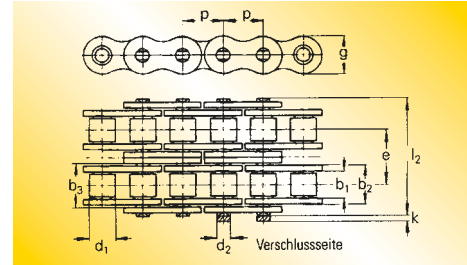 p p
g
b₃ b₁ b₂ e l₂
k
d₁ d₂ Verschlussseite